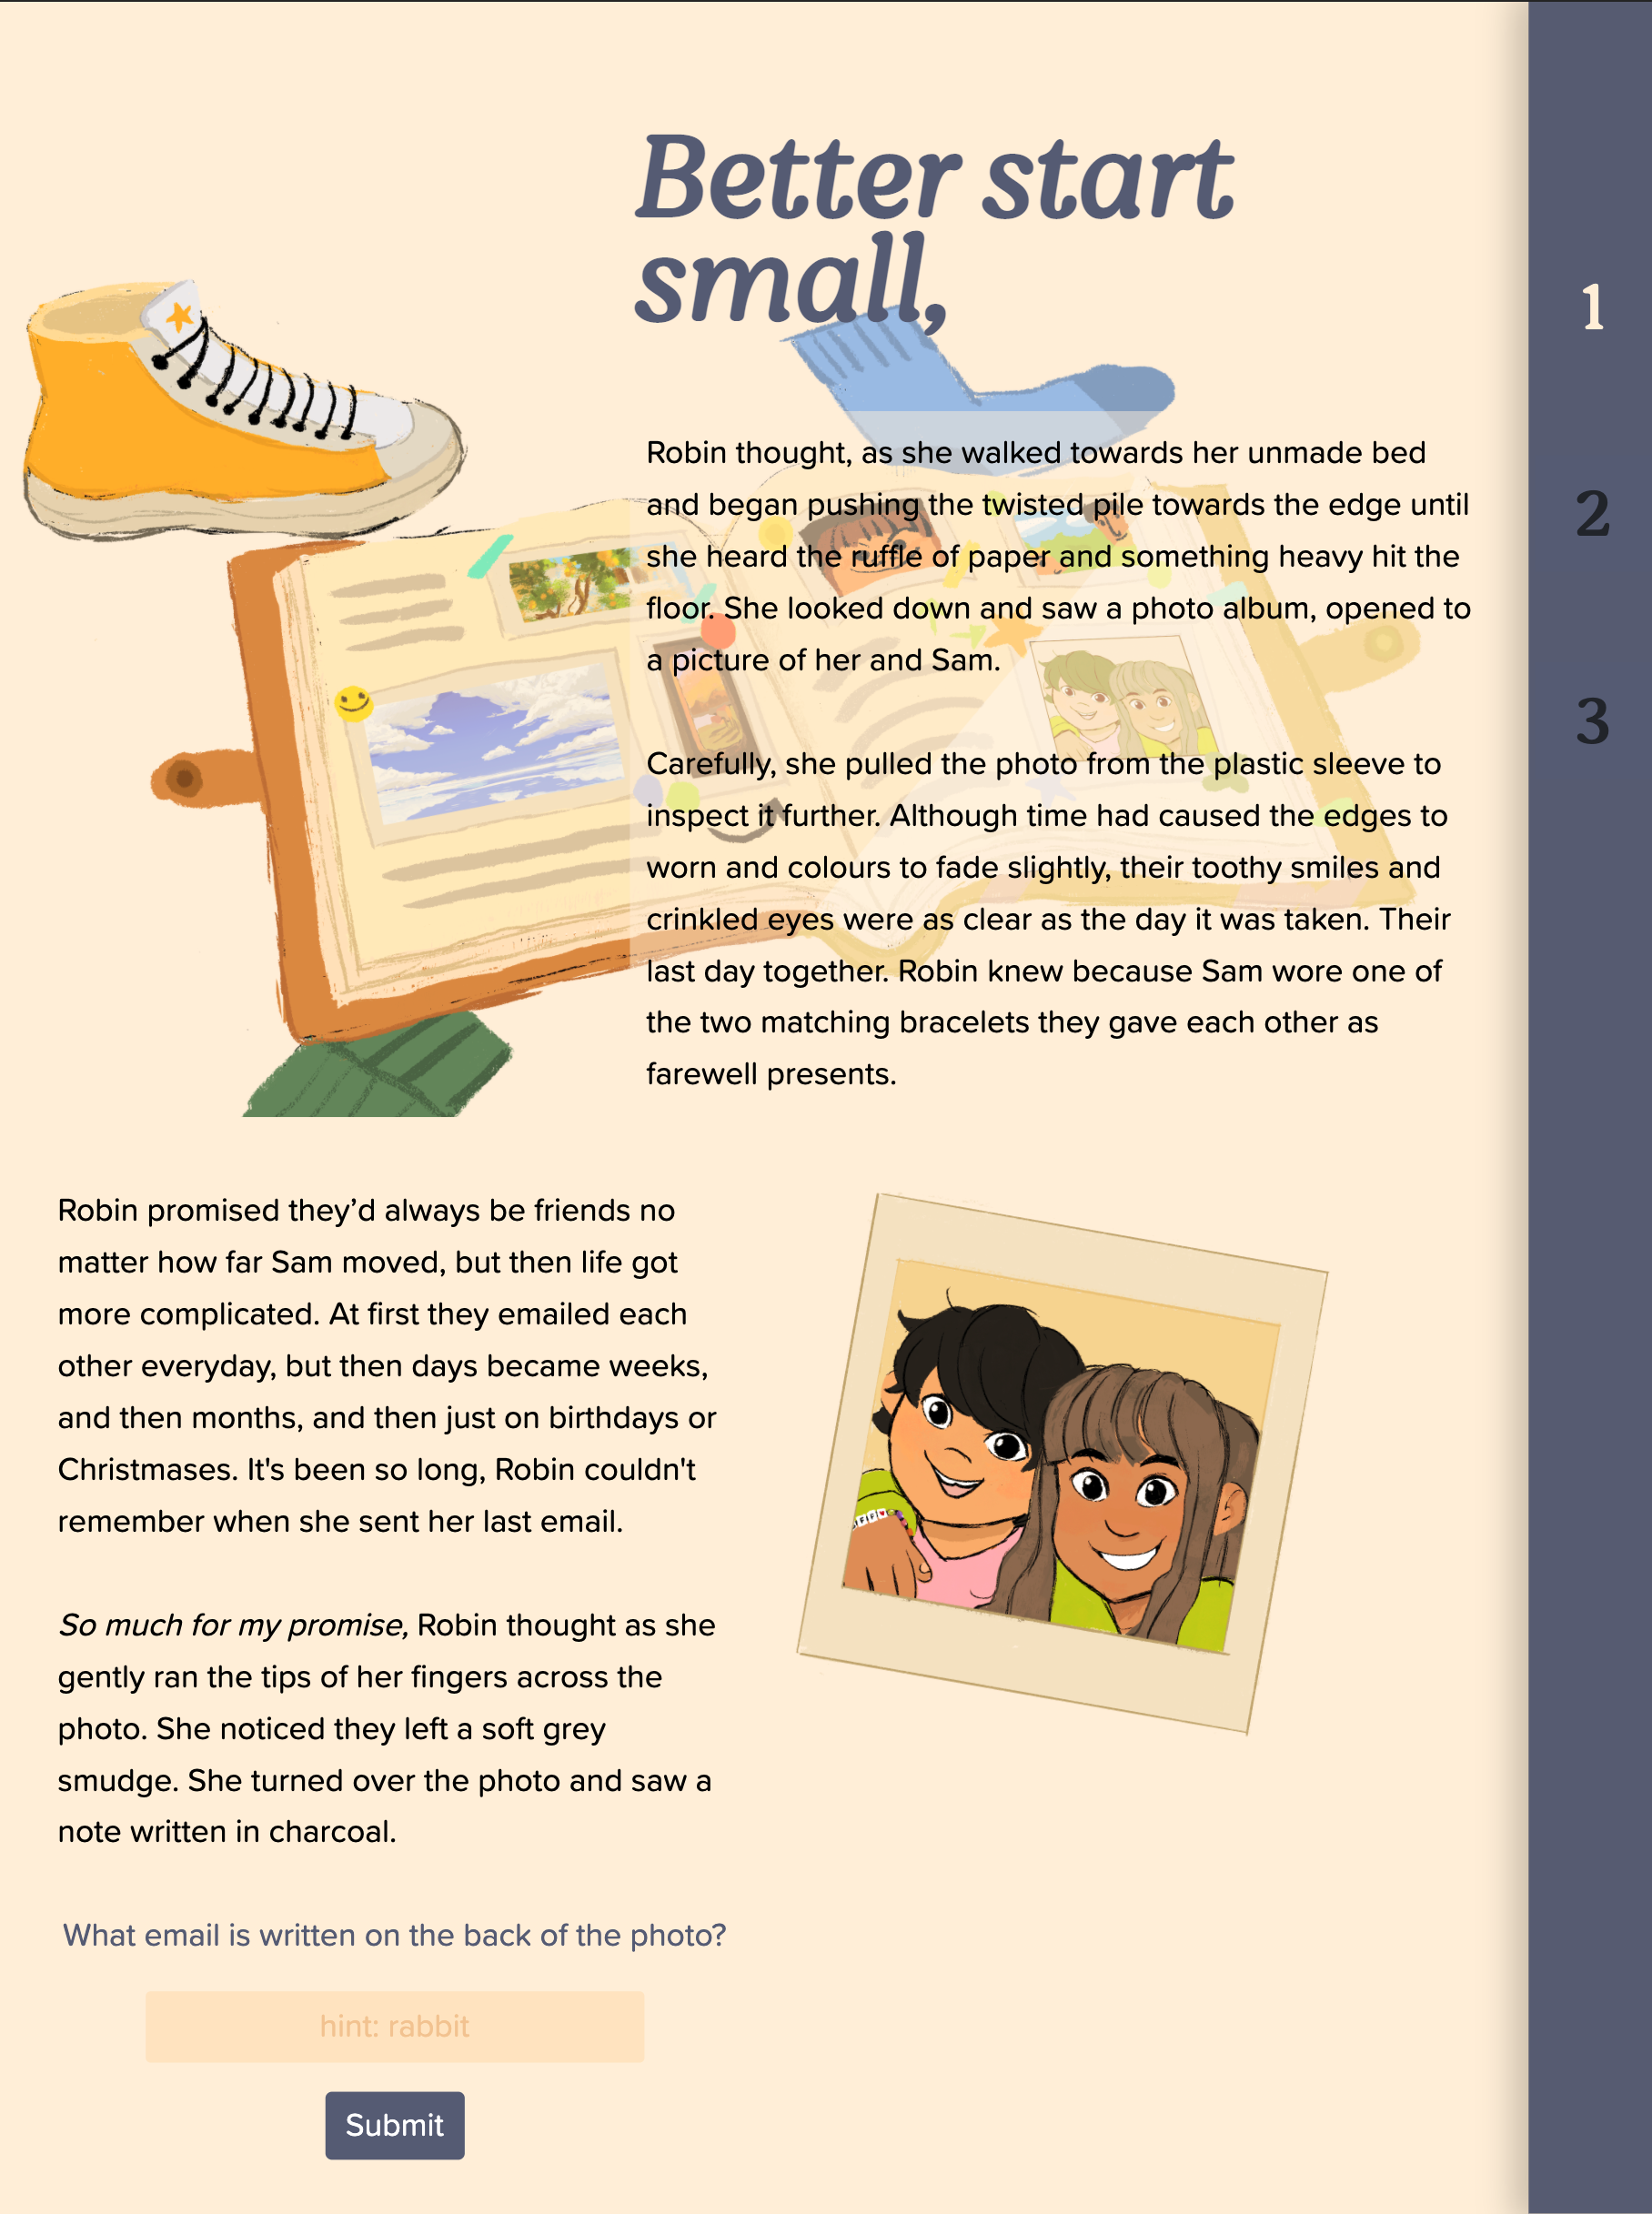 Better start
small,
Robin thought, as she walked towards her unmade bed
and began pushing the twisted pile towards the edge until
she heard the ruffle of paper and something heavy hit the
floor. She looked down and saw a photo album, opened to
a picture of her and Sam.
Carefully, she pulled the photo from the plastic sleeve to
inspect it further. Although time had caused the edges to
worn and colours to fade slightly, their toothy smiles and
crinkled eyes were as clear as the day it was taken. Their
last day together. Robin knew because Sam wore one of
the two matching bracelets they gave each other as
farewell presents.
Robin promised they’d always be friends no
matter how far Sam moved, but then life got
more complicated. At first they emailed each
other everyday, but then days became weeks,
and then months, and then just on birthdays or
Christmases. It's been so long, Robin couldn't
remember when she sent her last email.
So much for my promise, Robin thought as she
gently ran the tips of her fingers across the
photo. She noticed they left a soft grey
smudge. She turned over the photo and saw a
note written in charcoal.
What email is written on the back of the photo?
hint: rabbit
Submit
1
2
3